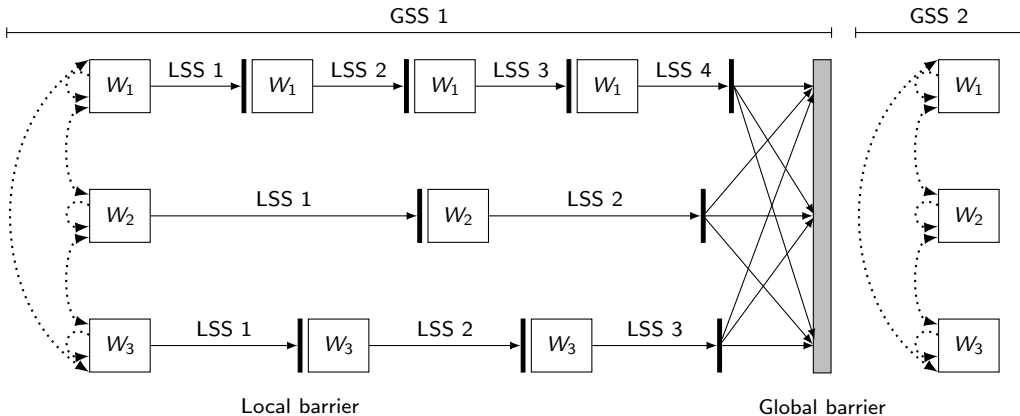 GSS 1 GSS 2
W1 LSS 1 W1 LSS 2 W1 LSS 3 W1 LSS 4 W1
W2 LSS 1 W2 LSS 2 W2
W3 LSS 1 W3 LSS 2 W3 LSS 3 W3
Local barrier Global barrier